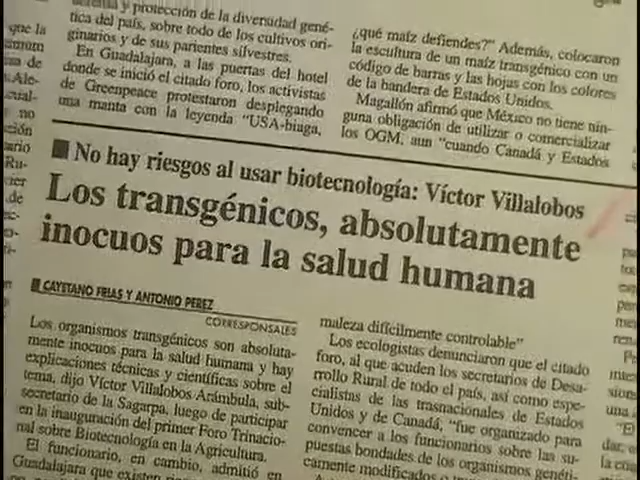 y protección de la diversidad gené-
tica del país, sobre todo de los cultivos ori-
ginarios y de sus parientes silvestres.
En Guadalajara, a las puertas del hotel
donde se inició el citado foro, los activistas
de Greenpeace protestaron desplegando
una manta con la leyenda "USA-biaga,
¿qué maíz defiendes?" Además, colocaron
la escultura de un maíz transgénico con un
código de barras y las hojas con los colores
de la bandera de Estados Unidos.
Magallón afirmó que México no tiene nin-
guna obligación de utilizar o comercializar
los OGM, aun "cuando Canadá y Estados
No hay riesgos al usar biotecnología: Víctor Villalobos
Los transgénicos, absolutamente
inocuos para la salud humana
CAYETANO FRIAS Y ANTONIO PEREZ
CORRESPONSALES
Los organismos transgénicos son absoluta-
mente inocuos para la salud humana y hay
explicaciones técnicas y científicas sobre el
tema, dijo Víctor Villalobos Arámbula, sub-
secretario de la Sagarpa, luego de participar
en la inauguración del primer Foro Trinacio-
nal sobre Biotecnología en la Agricultura.
El funcionario, en cambio, admitió en
Guadalajara que existen
maleza difícilmente controlable"
Los ecologistas denunciaron que el citado
foro, al que acuden los secretarios de Desa-
rrollo Rural de todo el país, así como espe-
cialistas de las trasnacionales de Estados
Unidos y de Canadá, "fue organizado para
convencer a los funcionarios sobre las su-
puestas bondades de los organismos genéti-
camente modificados